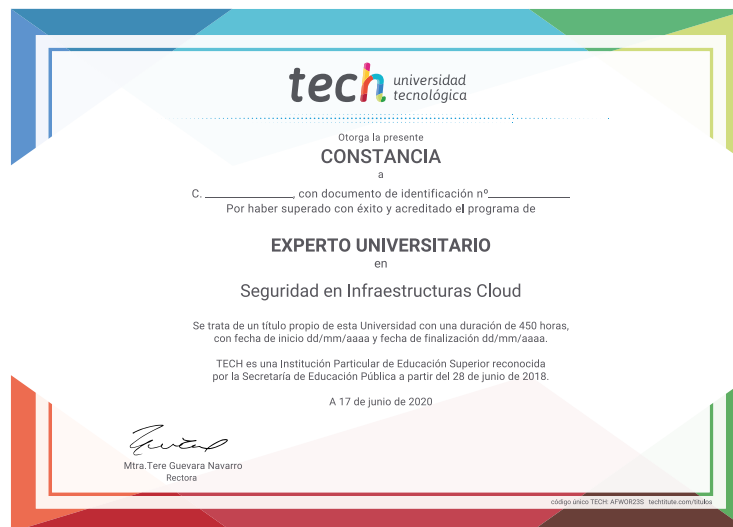 tech universidad
tecnológica
Otorga la presente
CONSTANCIA
a
C. ______________, con documento de identificación nº_____________
Por haber superado con éxito y acreditado el programa de
EXPERTO UNIVERSITARIO
en
Seguridad en Infraestructuras Cloud
Se trata de un título propio de esta Universidad con una duración de 450 horas,
con fecha de inicio dd/mm/aaaa y fecha de finalización dd/mm/aaaa.
TECH es una Institución Particular de Educación Superior reconocida
por la Secretaría de Educación Pública a partir del 28 de junio de 2018.
A 17 de junio de 2020
Mtra.Tere Guevara Navarro
Rectora
código único TECH: AFWOR23S techtitute.com/titulos